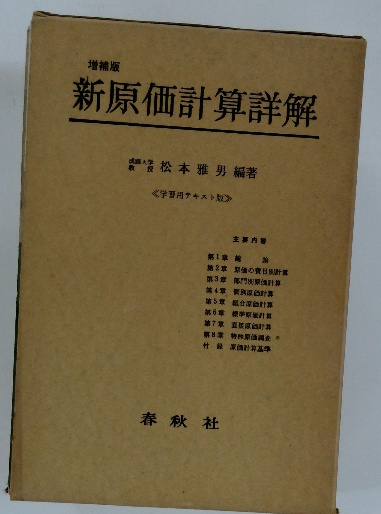 増補版
新原価計算詳解
成蹊大学教授 松本雅男編著
≪学習用テキスト版≫
主要内容
第1章 総論
第2章 原価の費目別計算
第3章 部門別原価計算
第4章 個別原価計算
第5章 総合原価計算
第6章 標準原価計算
第7章 直接原価計算
第8章 特殊原価調査
付録 原価計算基準
春秋社